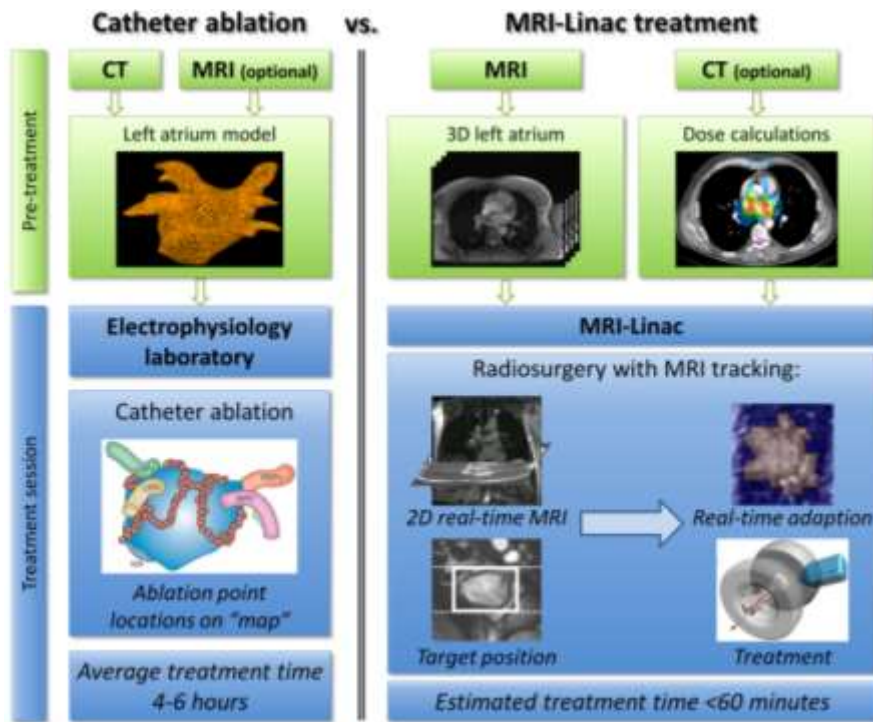 Catheter ablation vs. MRI-Linac treatment
Pre-treatment
CT
MRI (optional)
MRI
CT (optional)
Left atrium model
3D left atrium
Dose calculations
Treatment session
Electrophysiology
laboratory
MRI-Linac
Catheter ablation
Ablation point
locations on "map"
Radiosurgery with MRI tracking:
2D real-time MRI
Real-time adaption
Target position
Treatment
Average treatment time
4-6 hours
Estimated treatment time <60 minutes